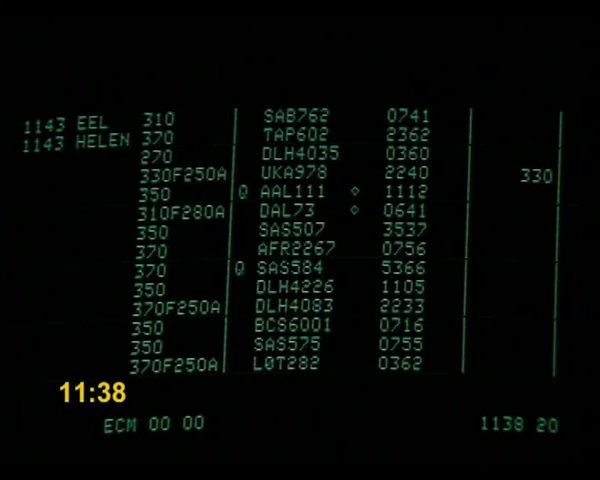 1143 EEL 310 SAB762 0741
1143 HELEN 370 TAP602 2362
270 DLH4035 0360
330F250A UKA978 2240 330
350 Q AAL111 ◇ 1112
310F280A DAL73 ◇ 0641
350 SAS507 3537
370 AFR2267 0756
370 Q SAS584 5366
350 DLH4226 1105
370F250A DLH4083 2233
350 BCS6001 0716
350 SAS575 0755
370F250A LOT282 0362
11:38
ECM 00 00 1138 20